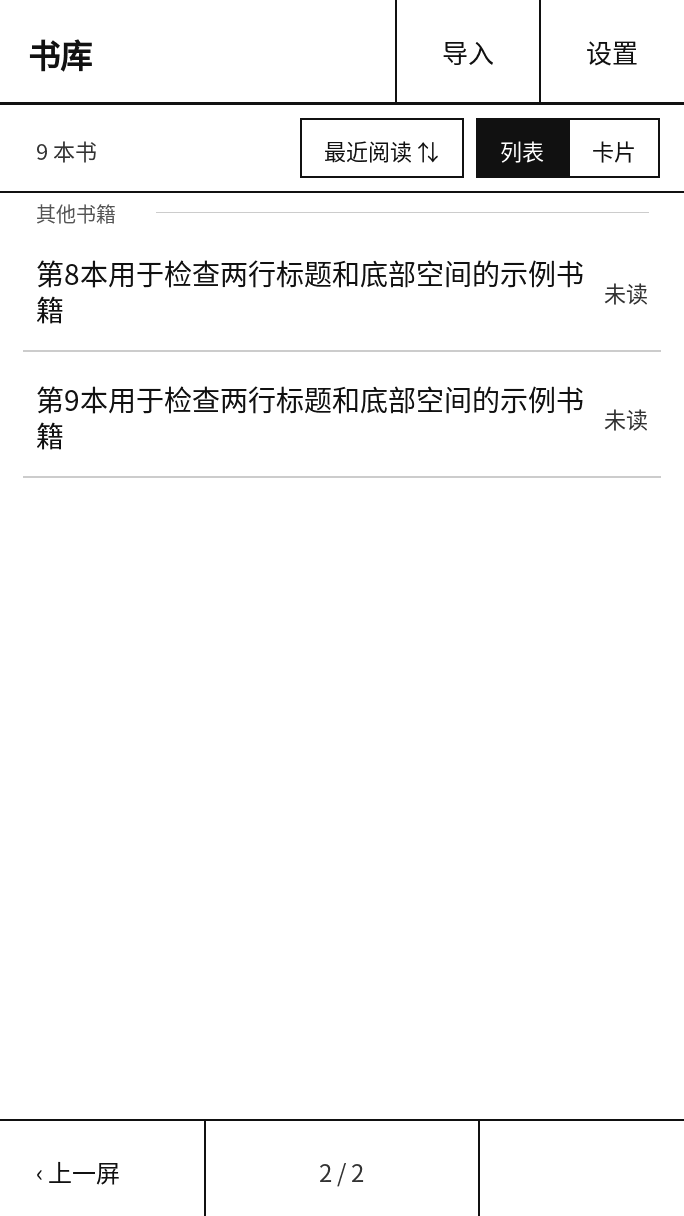 书库 导入 设置
9 本书 最近阅读 ⇅ 列表 卡片
其他书籍
第8本用于检查两行标题和底部空间的示例书
籍
未读
第9本用于检查两行标题和底部空间的示例书
籍
未读
‹ 上一屏 2 / 2